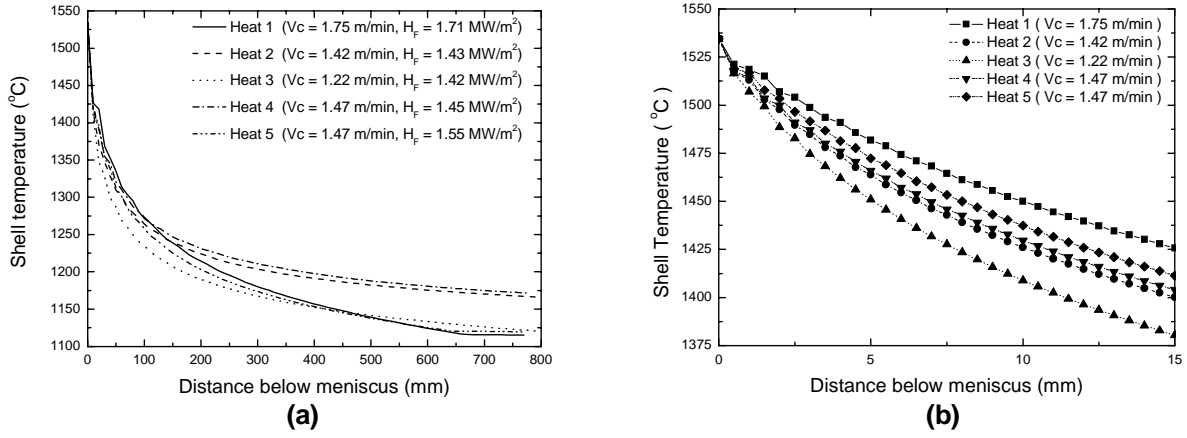 1550
1500
1450
1400
1350
1300
1250
1200
1150
1100
0
100
200
300
400
500
600
700
800
Shell temperature (°C)
Distance below meniscus (mm)
Heat 1 (Vc = 1.75 m/min, H_F = 1.71 MW/m²)
Heat 2 (Vc = 1.42 m/min, H_F = 1.43 MW/m²)
Heat 3 (Vc = 1.22 m/min, H_F = 1.42 MW/m²)
Heat 4 (Vc = 1.47 m/min, H_F = 1.45 MW/m²)
Heat 5 (Vc = 1.47 m/min, H_F = 1.55 MW/m²)
(a)
1550
1525
1500
1475
1450
1425
1400
1375
0
5
10
15
Shell Temperature ( °C)
Distance below meniscus (mm)
Heat 1 ( Vc = 1.75 m/min )
Heat 2 ( Vc = 1.42 m/min )
Heat 3 ( Vc = 1.22 m/min )
Heat 4 ( Vc = 1.47 m/min )
Heat 5 ( Vc = 1.47 m/min )
(b)